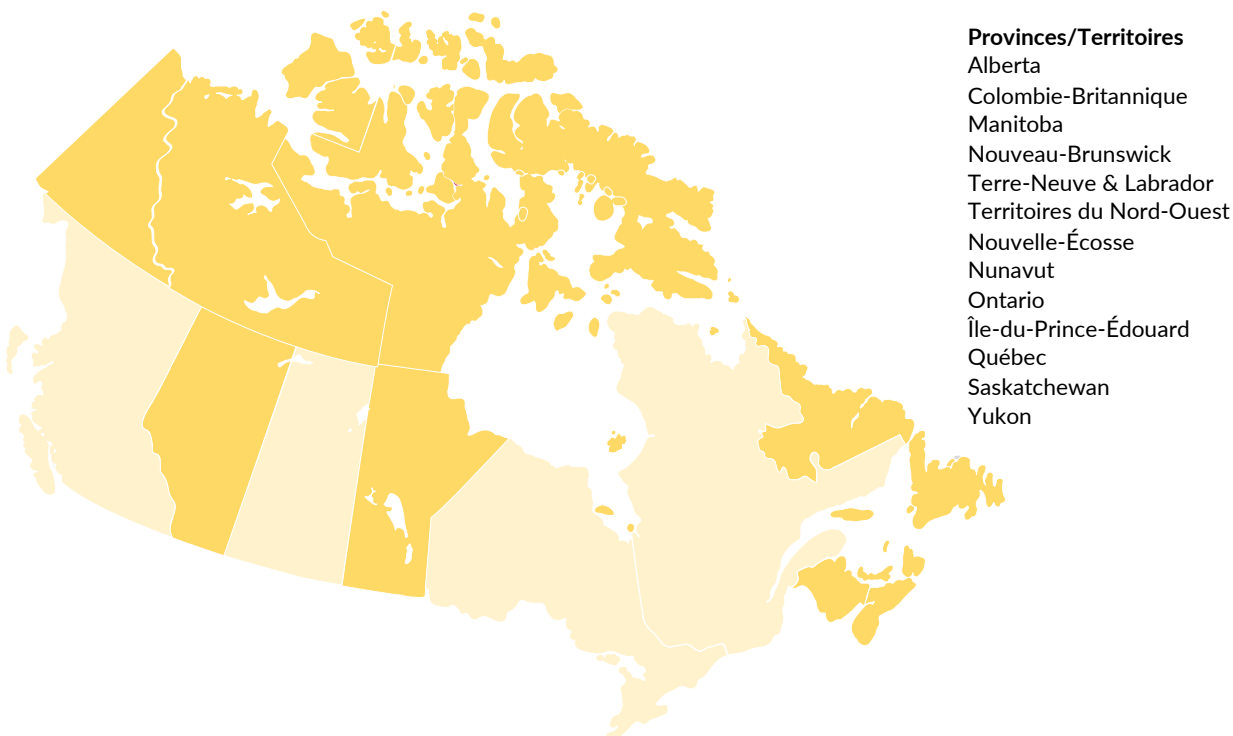 Provinces/Territoires
Alberta
Colombie-Britannique
Manitoba
Nouveau-Brunswick
Terre-Neuve & Labrador
Territoires du Nord-Ouest
Nouvelle-Écosse
Nunavut
Ontario
Île-du-Prince-Édouard
Québec
Saskatchewan
Yukon